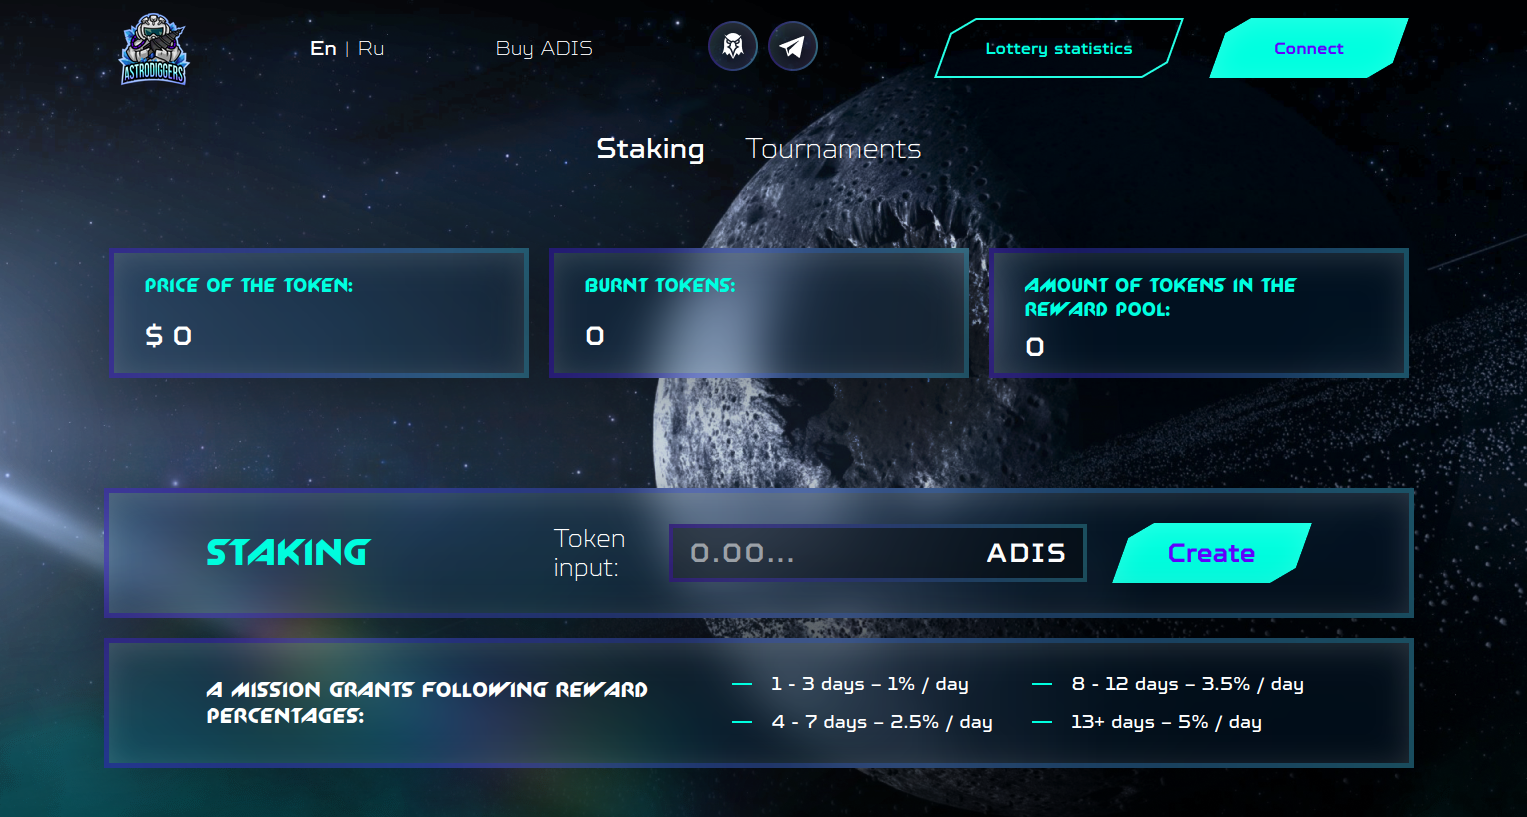 ASTRODIGGERS
En | Ru
Buy ADIS
Lottery statistics
Connect
Staking
Tournaments
PRICE OF THE TOKEN:
$ 0
BURNT TOKENS:
0
AMOUNT OF TOKENS IN THE
REWARD POOL:
0
STAKING
Token
input:
0.00...
ADIS
Create
A MISSION GRANTS FOLLOWING REWARD
PERCENTAGES:
— 1 - 3 days – 1% / day
— 4 - 7 days – 2.5% / day
— 8 - 12 days – 3.5% / day
— 13+ days – 5% / day